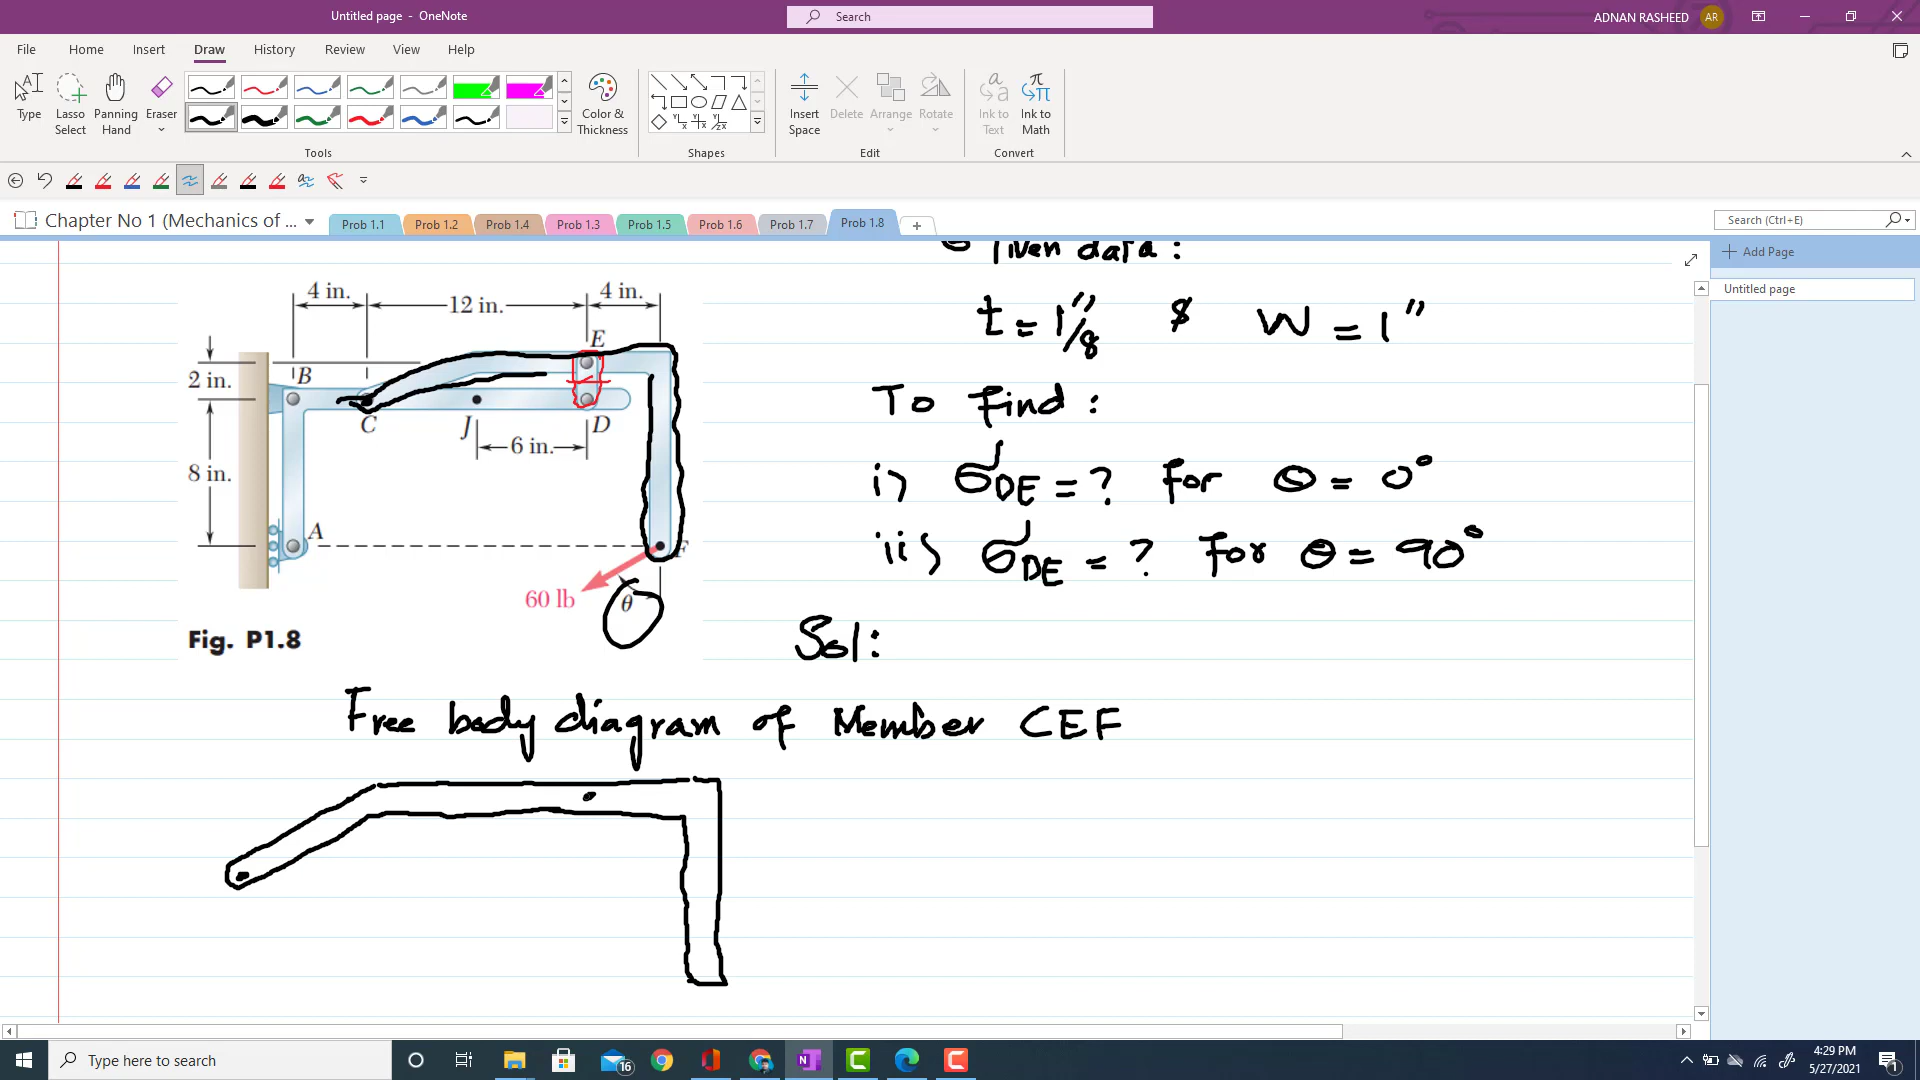 Untitled page - OneNote
Search
ADNAN RASHEED
AR
File Home Insert Draw History Review View Help
Type
Lasso Select
Panning Hand
Eraser
Color & Thickness
Insert Space
Delete
Arrange
Rotate
Ink to Text
Ink to Math
Tools
Shapes
Edit
Convert
Chapter No 1 (Mechanics of ...
Prob 1.1
Prob 1.2
Prob 1.4
Prob 1.3
Prob 1.5
Prob 1.6
Prob 1.7
Prob 1.8
Search (Ctrl+E)
Add Page
Untitled page
Given data:
t = 1/8" & W = 1"
To Find:
i) σDE = ? For θ = 0°
ii) σDE = ? For θ = 90°
Sol:
4 in.
12 in.
4 in.
E
2 in.
B
C
J
D
6 in.
8 in.
A
F
60 lb
θ
Fig. P1.8
Free body diagram of Member CEF
Type here to search
16
4:29 PM
5/27/2021
1